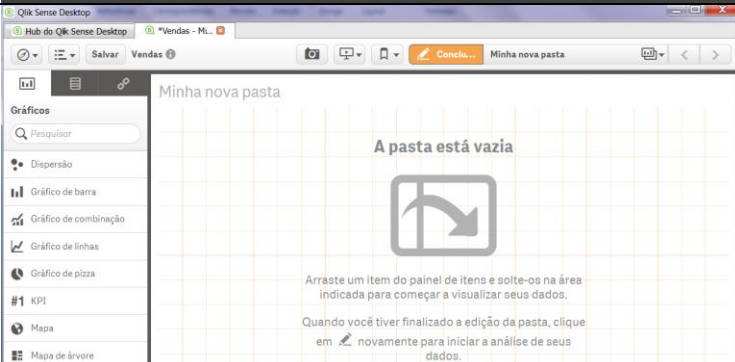 Qlik Sense Desktop
Hub do Qlik Sense Desktop
*Vendas - Mi...
Salvar
Vendas
Conclu...
Minha nova pasta
Gráficos
Pesquisar
Dispersão
Gráfico de barra
Gráfico de combinação
Gráfico de linhas
Gráfico de pizza
#1 KPI
Mapa
Mapa de árvore
Minha nova pasta
A pasta está vazia
Arraste um item do painel de itens e solte-os na área
indicada para começar a visualizar seus dados.
Quando você tiver finalizado a edição da pasta, clique
em novamente para iniciar a análise de seus
dados.